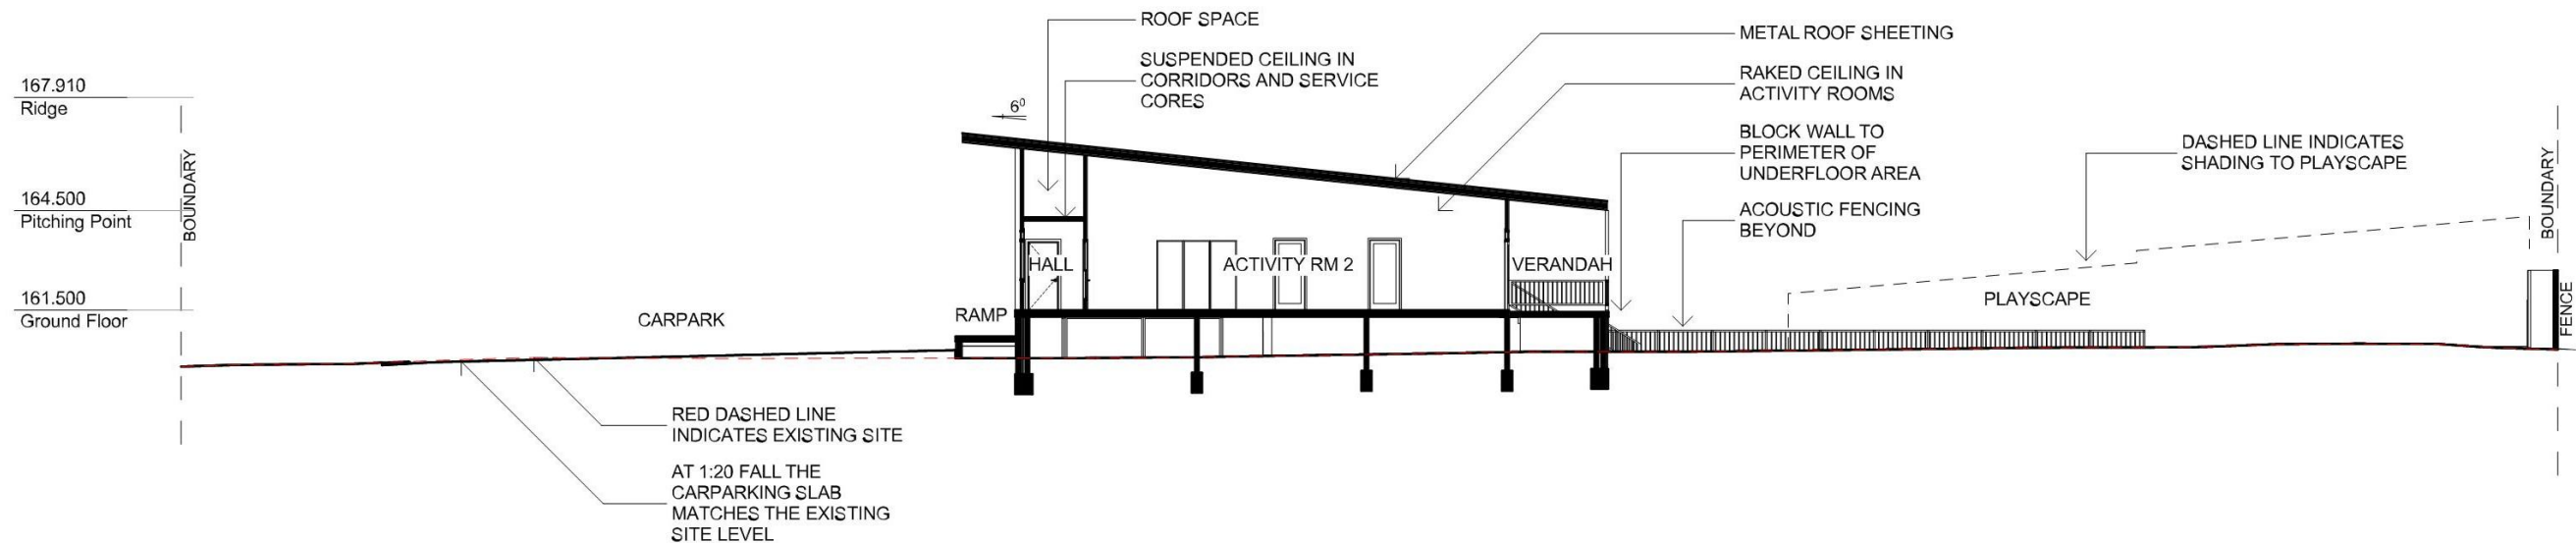 ROOF SPACE
SUSPENDED CEILING IN
CORRIDORS AND SERVICE
CORES
METAL ROOF SHEETING
RAKED CEILING IN
ACTIVITY ROOMS
BLOCK WALL TO
PERIMETER OF
UNDERFLOOR AREA
ACOUSTIC FENCING
BEYOND
DASHED LINE INDICATES
SHADING TO PLAYSCAPE
167.910
Ridge
6⁰
164.500
Pitching Point
BOUNDARY
BOUNDARY
161.500
Ground Floor
CARPARK
RAMP
HALL
ACTIVITY RM 2
VERANDAH
PLAYSCAPE
FENCE
RED DASHED LINE
INDICATES EXISTING SITE
AT 1:20 FALL THE
CARPARKING SLAB
MATCHES THE EXISTING
SITE LEVEL